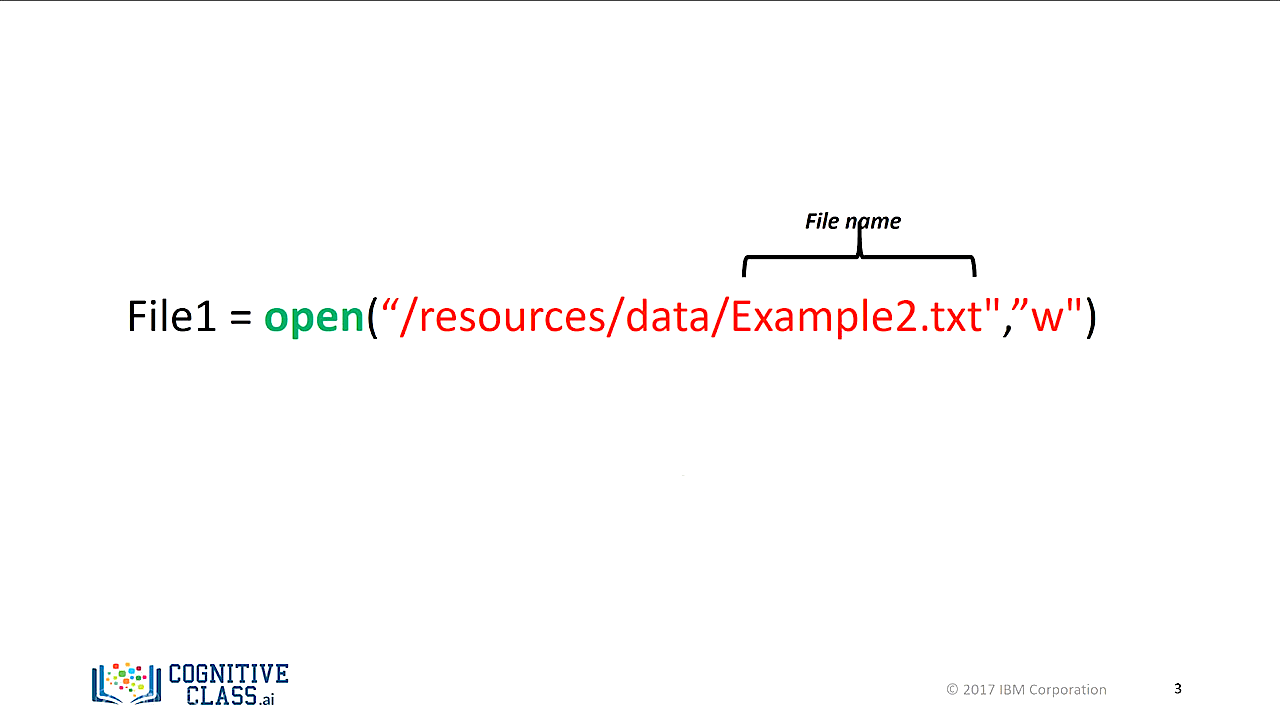 File name
File1 = open(“/resources/data/Example2.txt",”w")
COGNITIVE
CLASS.ai
© 2017 IBM Corporation
3